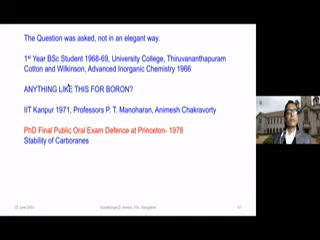 The Question was asked, not in an elegant way.
1st Year BSc Student 1968-69, University College, Thiruvananthapuram
Cotton and Wilkinson, Advanced Inorganic Chemistry 1966
ANYTHING LIKE THIS FOR BORON?
IIT Kanpur 1971, Professors P. T. Manoharan, Animesh Chakravorty
PhD Final Public Oral Exam Defence at Princeton- 1978
Stability of Carboranes
47